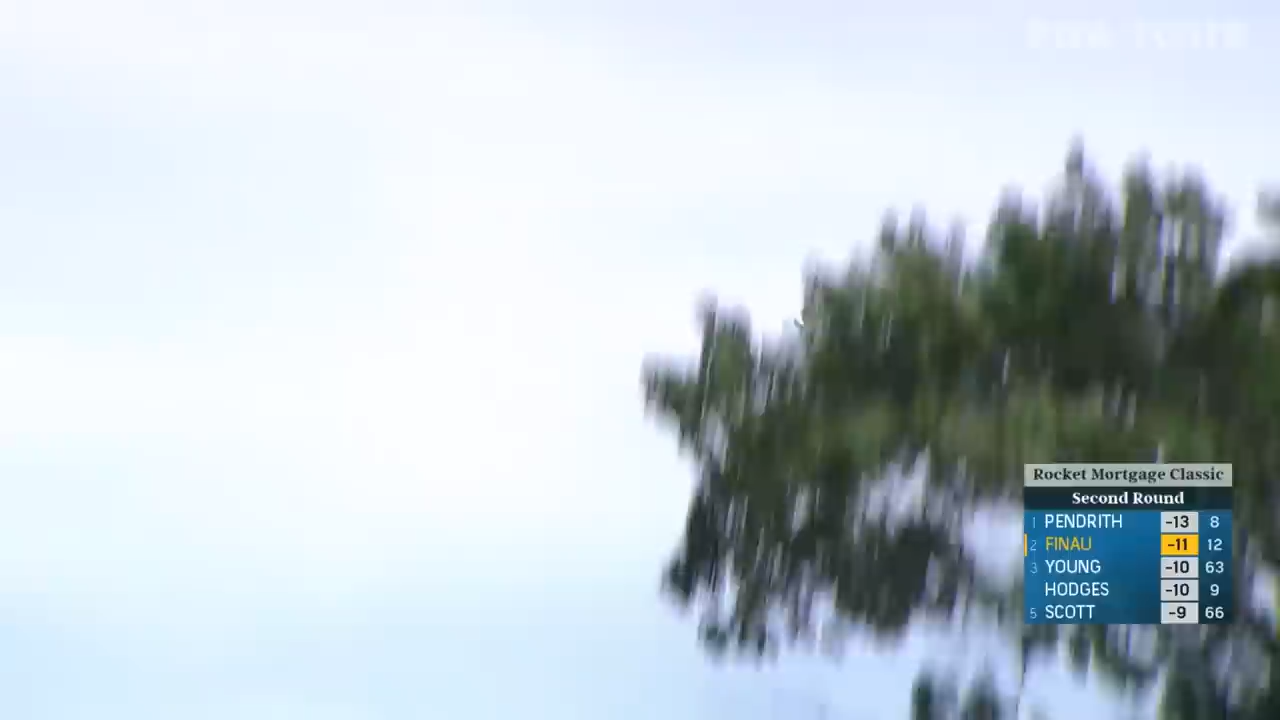 Rocket Mortgage Classic
Second Round
1 PENDRITH -13 8
2 FINAU -11 12
3 YOUNG -10 63
HODGES -10 9
5 SCOTT -9 66